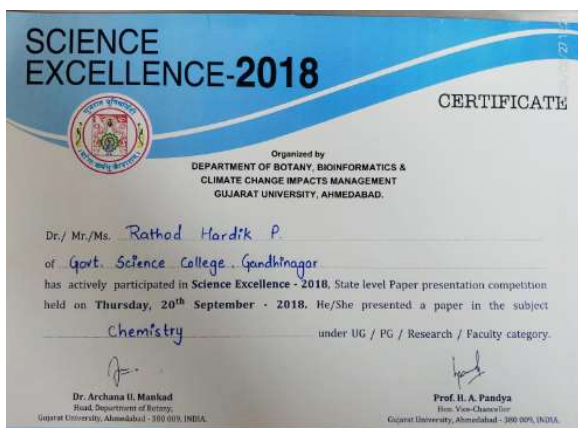 SCIENCE
EXCELLENCE-2018
CERTIFICATE
Organized by
DEPARTMENT OF BOTANY, BIOINFORMATICS &
CLIMATE CHANGE IMPACTS MANAGEMENT
GUJARAT UNIVERSITY, AHMEDABAD.
Dr./ Mr./Ms. Rathod Hardik P.
of Govt. Science College, Gandhinagar
has actively participated in Science Excellence - 2018, State level Paper presentation competition
held on Thursday, 20th September - 2018. He/She presented a paper in the subject
Chemistry under UG / PG / Research / Faculty category.
Dr. Archana U. Mankad
Head, Department of Botany,
Gujarat University, Ahmedabad - 380 009, INDIA.
Prof. H. A. Pandya
Hon. Vice-Chancellor
Gujarat University, Ahmedabad - 380 009, INDIA.